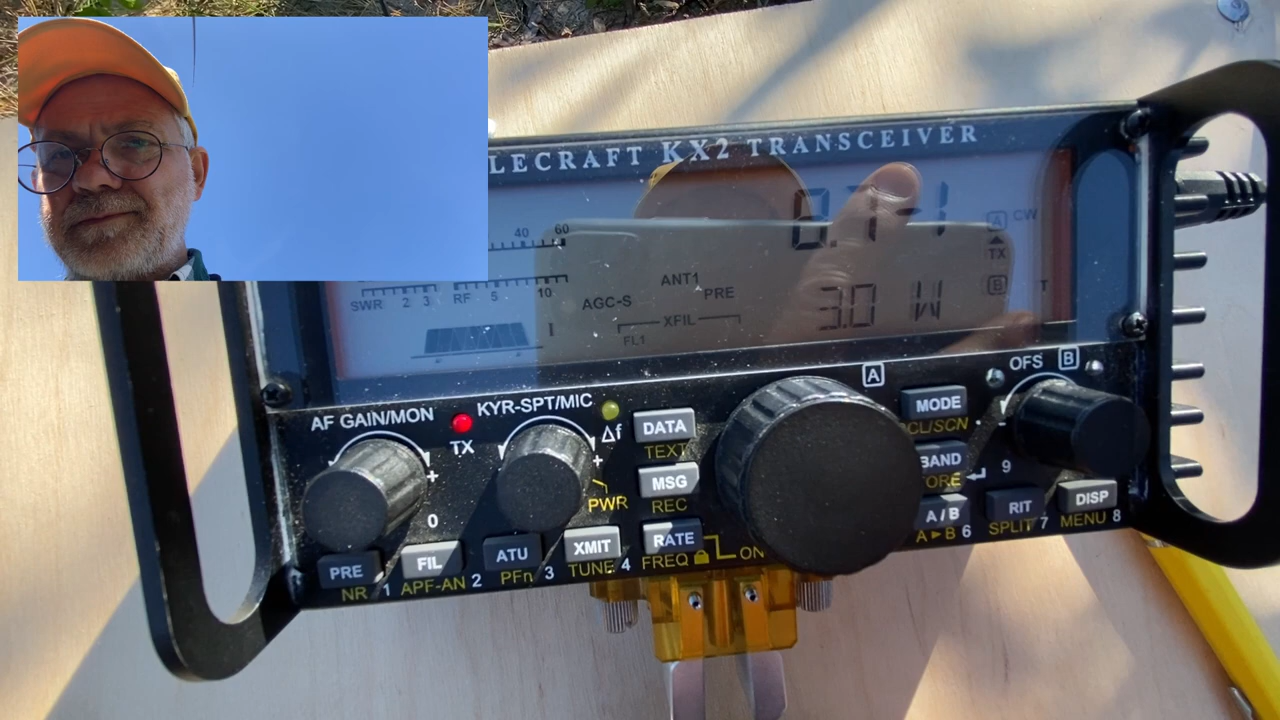 LECRAFT KX2 TRANSCEIVER
40 60
A CW
TX
SWR 2 3 RF 5 10
AGC-S
ANT1
PRE
B T
3.0 W
XFIL
FL1
AF GAIN/MON
TX
KYR-SPT/MIC
Δf
+
+
0
PWR
DATA
TEXT
MSG
REC
RATE
FREQ
ON
A
MODE
CL/SCN
BAND
ORE 9
A/B
A►B 6
OFS B
-
RIT
SPLIT 7
DISP
MENU 8
PRE
NR 1
FIL
APF-AN 2
ATU
PFn 3
XMIT
TUNE 4